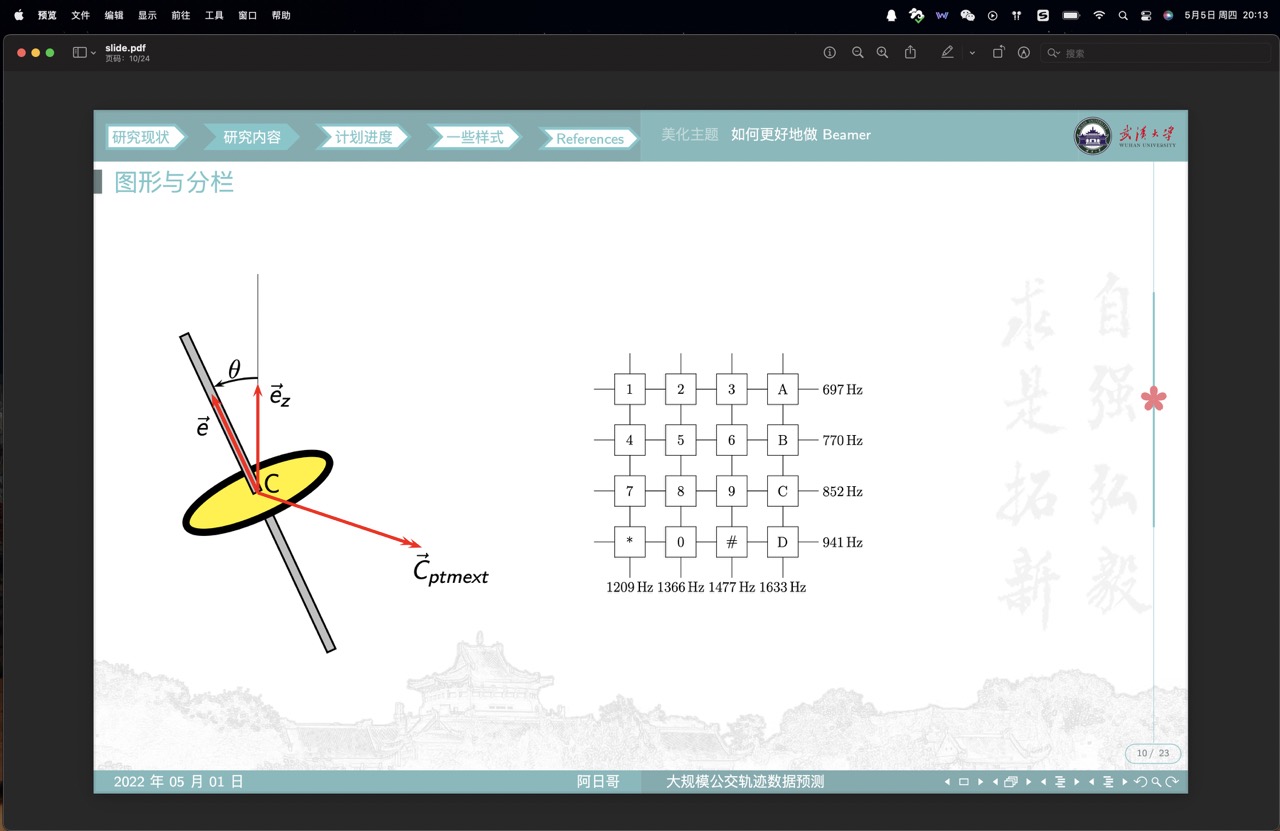 预览 文件 编辑 显示 前往 工具 窗口 帮助 5月5日 周四 20:13
slide.pdf
页码: 10/24
搜索
研究现状 研究内容 计划进度 一些样式 References 美化主题 如何更好地做 Beamer
武汉大学
WUHAN UNIVERSITY
图形与分栏
自强弘毅
求是拓新
θ
e⃗z
e⃗
C
C⃗ptmext
1 2 3 A 697 Hz
4 5 6 B 770 Hz
7 8 9 C 852 Hz
* 0 # D 941 Hz
1209 Hz 1366 Hz 1477 Hz 1633 Hz
10 / 23
2022 年 05 月 01 日 阿日哥 大规模公交轨迹数据预测